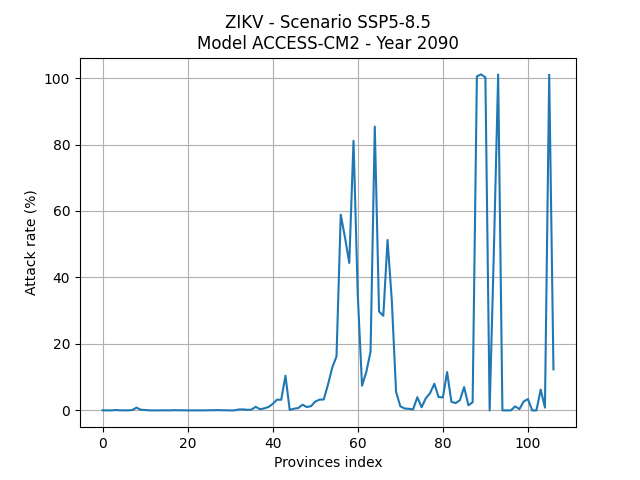 ZIKV - Scenario SSP5-8.5
Model ACCESS-CM2 - Year 2090
100
80
60
40
20
0
Attack rate (%)
0 20 40 60 80 100
Provinces index